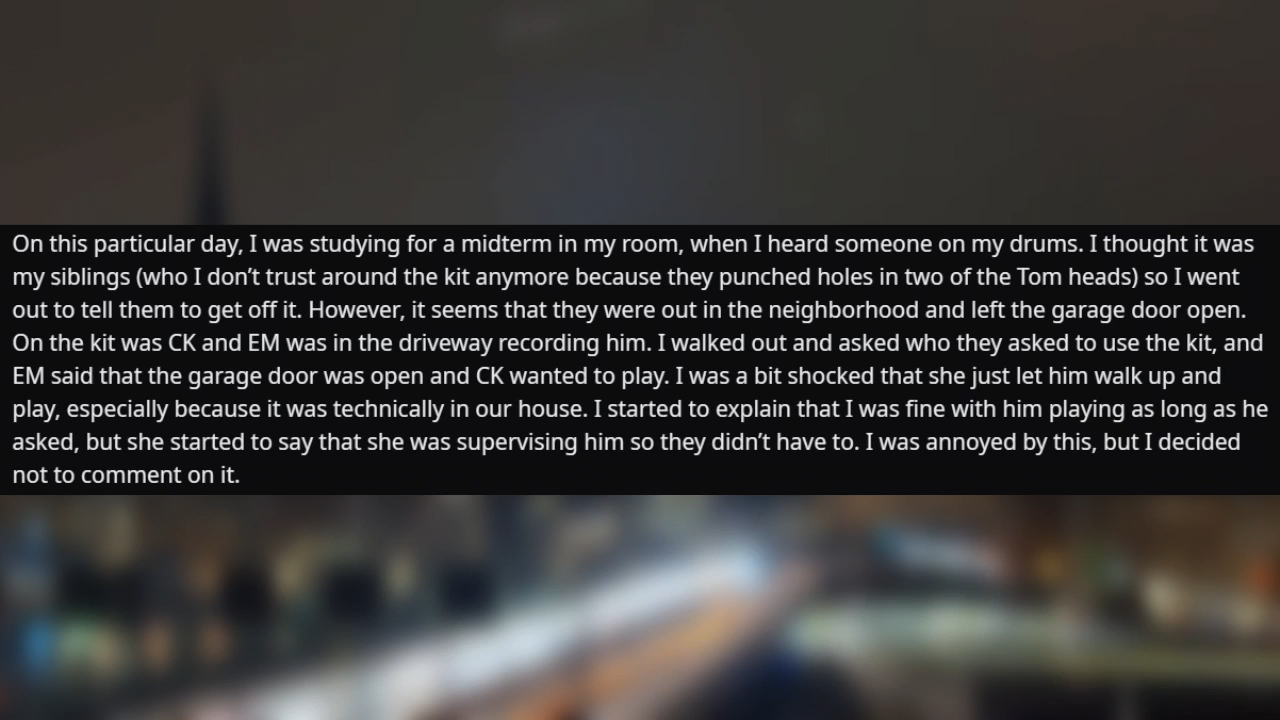 On this particular day, I was studying for a midterm in my room, when I heard someone on my drums. I thought it was
my siblings (who I don’t trust around the kit anymore because they punched holes in two of the Tom heads) so I went
out to tell them to get off it. However, it seems that they were out in the neighborhood and left the garage door open.
On the kit was CK and EM was in the driveway recording him. I walked out and asked who they asked to use the kit, and
EM said that the garage door was open and CK wanted to play. I was a bit shocked that she just let him walk up and
play, especially because it was technically in our house. I started to explain that I was fine with him playing as long as he
asked, but she started to say that she was supervising him so they didn’t have to. I was annoyed by this, but I decided
not to comment on it.